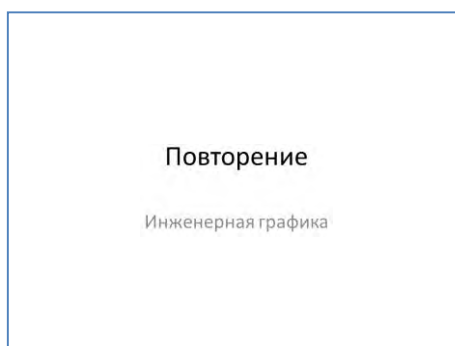 Повторение
Инженерная графика